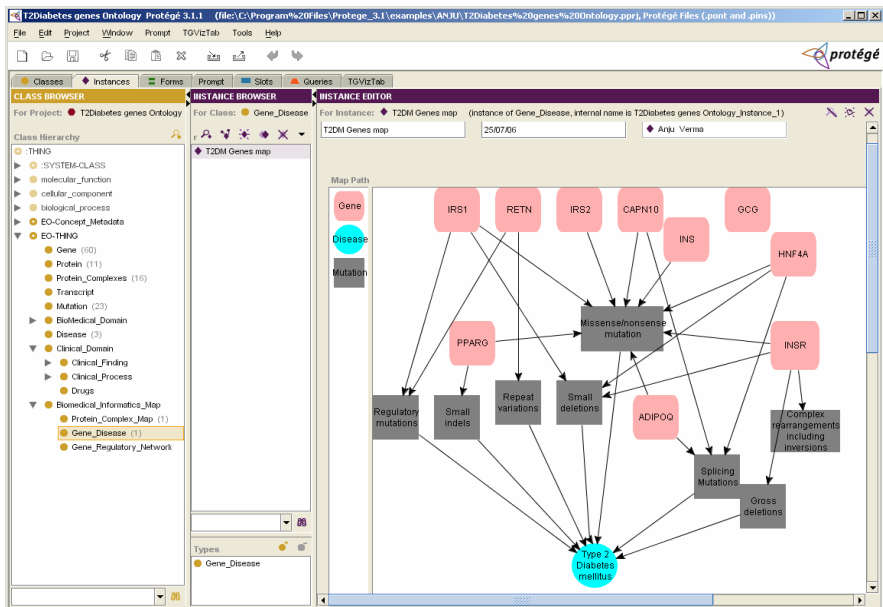 T2Diabetes genes Ontology Protégé 3.1.1 (file:\C:\Program%20Files\Protege_3.1\examples\ANJU\T2Diabetes%20genes%20Ontology.pprj, Protégé Files (.pont and .pins))
File Edit Project Window Prompt TGVizTab Tools Help
protégé
Classes Instances Forms Prompt Slots Queries TGVizTab
CLASS BROWSER
For Project: T2Diabetes genes Ontology
Class Hierarchy
:THING
:SYSTEM-CLASS
molecular_function
cellular_component
biological_process
EO-Concept_Metadata
EO-THING
Gene (60)
Protein (11)
Protein_Complexes (16)
Transcript
Mutation (23)
BioMedical_Domain
Disease (3)
Clinical_Domain
Clinical_Finding
Clinical_Process
Drugs
Biomedical_Informatics_Map
Protein_Complex_Map (1)
Gene_Disease (1)
Gene_Regulatory_Network
INSTANCE BROWSER
For Class: Gene_Disease
T2DM Genes map
Types
Gene_Disease
INSTANCE EDITOR
For Instance: T2DM Genes map (instance of Gene_Disease, internal name is T2Diabetes genes Ontology_Instance_1)
T2DM Genes map 25/07/06 Anju Verma
Map Path
Gene
Disease
Mutation
IRS1 RETN IRS2 CAPN10 GCG
INS
HNF4A
Missense/nonsense
mutation
PPARG
INSR
Regulatory
mutations
Small
indels
Repeat
variations
Small
deletions
ADIPOQ
Complex
rearrangements
including
inversions
Splicing
Mutations
Gross
deletions
Type 2
Diabetes
mellitus